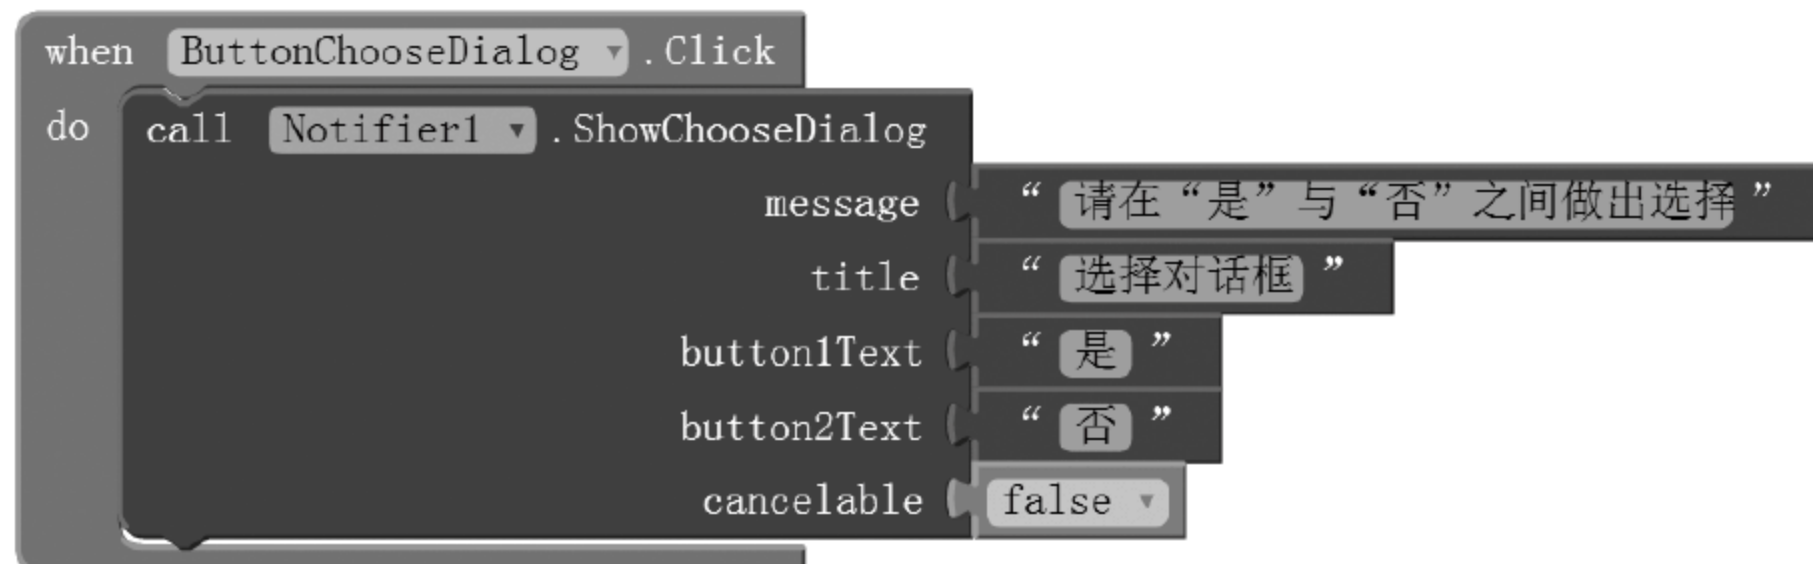 when ButtonChooseDialog .Click
do call Notifier1 .ShowChooseDialog
message “ 请在“是”与“否”之间做出选择 ”
title “ 选择对话框 ”
button1Text “ 是 ”
button2Text “ 否 ”
cancelable false